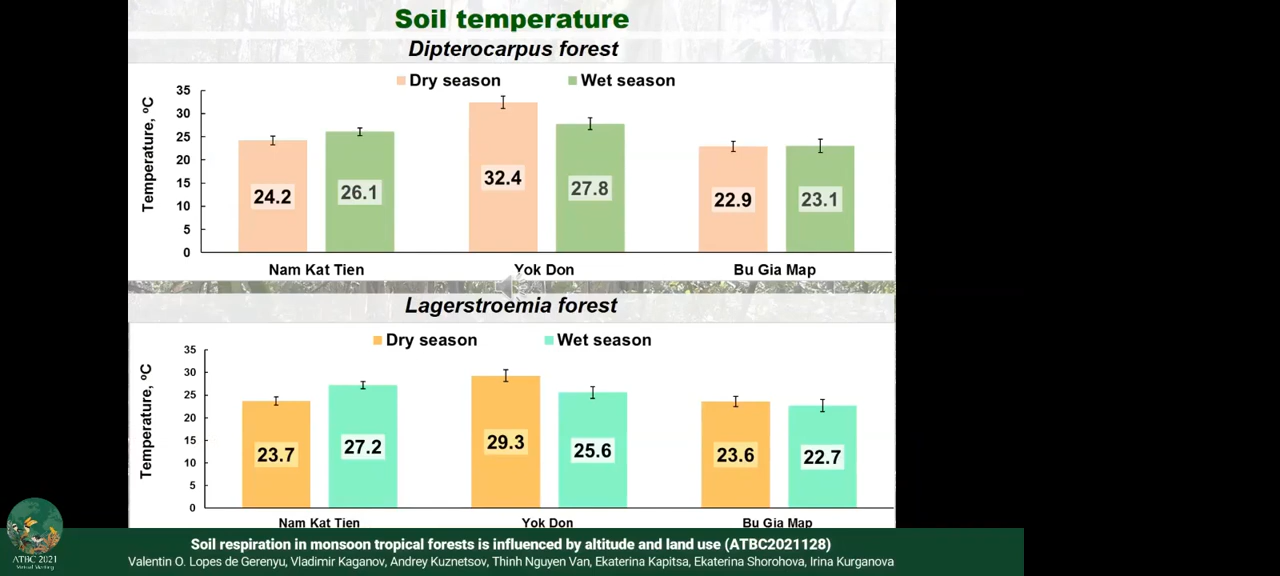 Soil temperature
Dipterocarpus forest
Dry season Wet season
Temperature, ºC
35
30
25
20
15
10
5
0
24.2
26.1
32.4
27.8
22.9
23.1
Nam Kat Tien Yok Don Bu Gia Map
Lagerstroemia forest
Dry season Wet season
Temperature, ºC
35
30
25
20
15
10
5
0
23.7
27.2
29.3
25.6
23.6
22.7
Nam Kat Tien Yok Don Bu Gia Map
ATBC 2021
Virtual Meeting
Soil respiration in monsoon tropical forests is influenced by altitude and land use (ATBC2021128)
Valentin O. Lopes de Gerenyu, Vladimir Kaganov, Andrey Kuznetsov, Thinh Nguyen Van, Ekaterina Kapitsa, Ekaterina Shorohova, Irina Kurganova